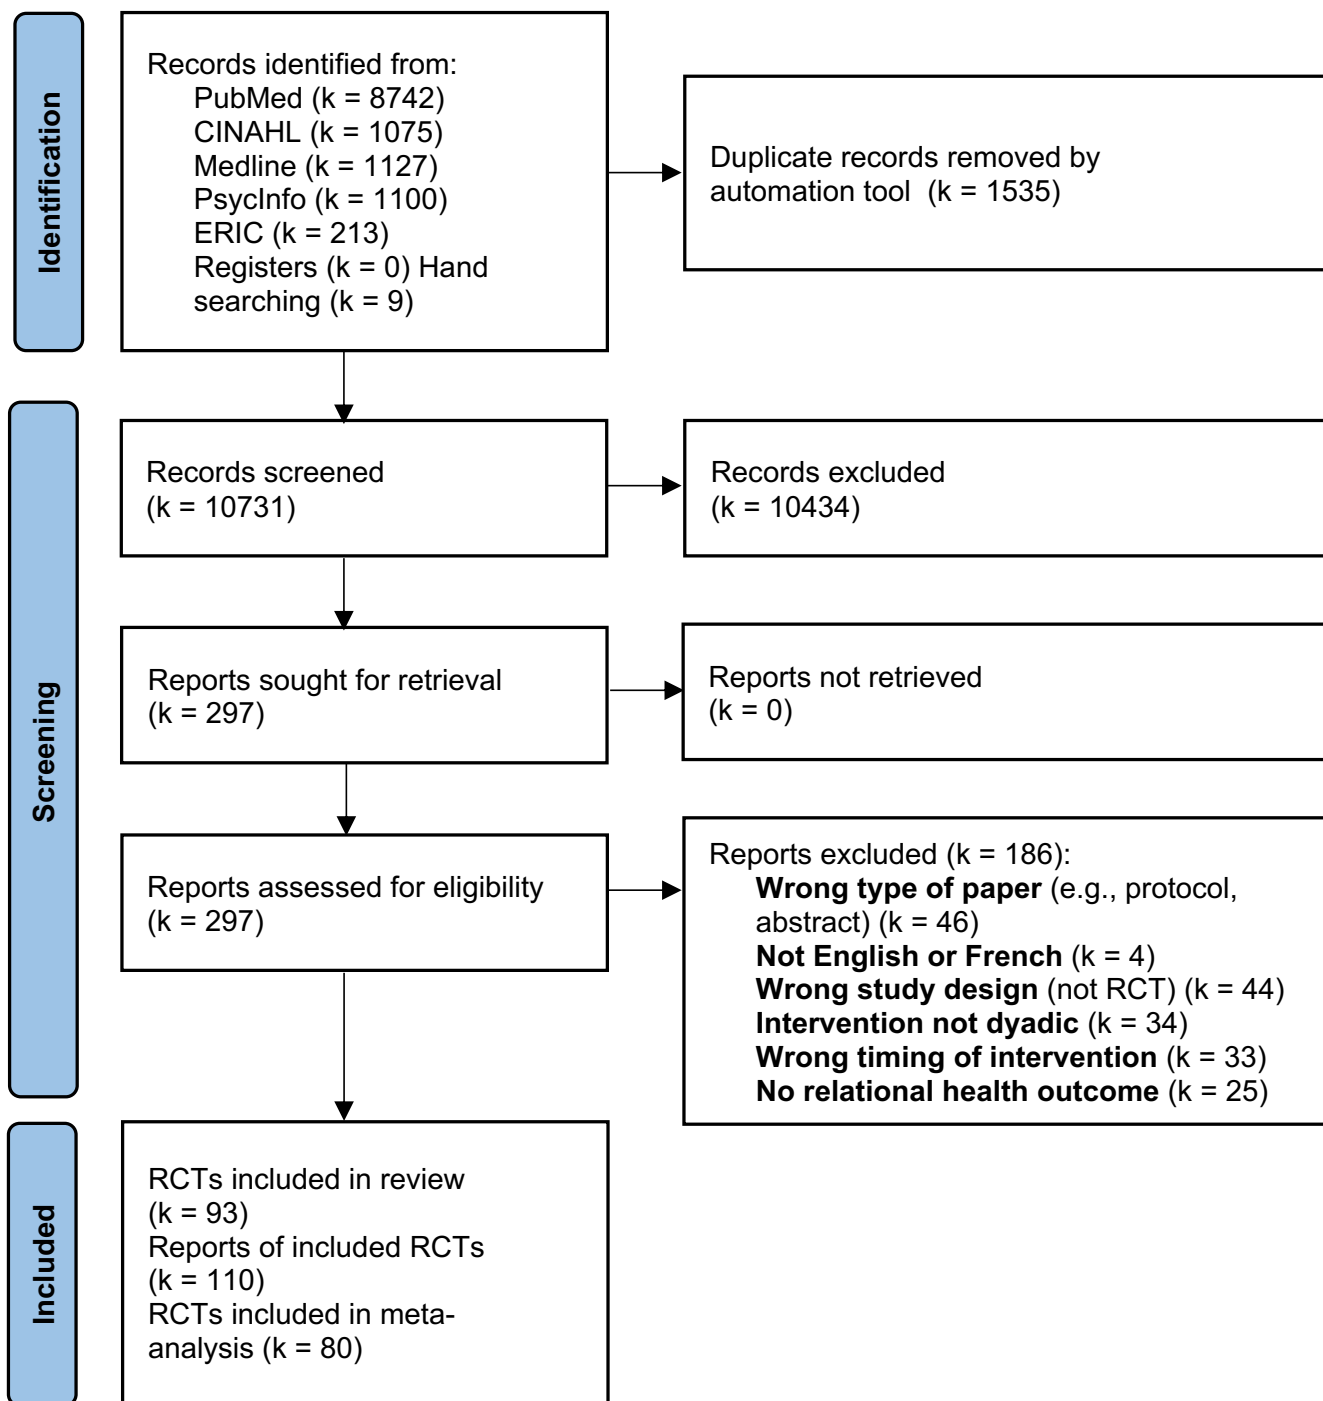 Identification
Records identified from:
PubMed (k = 8742)
CINAHL (k = 1075)
Medline (k = 1127)
PsycInfo (k = 1100)
ERIC (k = 213)
Registers (k = 0) Hand
searching (k = 9)
Duplicate records removed by
automation tool (k = 1535)
Screening
Records screened
(k = 10731)
Records excluded
(k = 10434)
Reports sought for retrieval
(k = 297)
Reports not retrieved
(k = 0)
Reports assessed for eligibility
(k = 297)
Reports excluded (k = 186):
Wrong type of paper (e.g., protocol,
abstract) (k = 46)
Not English or French (k = 4)
Wrong study design (not RCT) (k = 44)
Intervention not dyadic (k = 34)
Wrong timing of intervention (k = 33)
No relational health outcome (k = 25)
Included
RCTs included in review
(k = 93)
Reports of included RCTs
(k = 110)
RCTs included in meta-
analysis (k = 80)